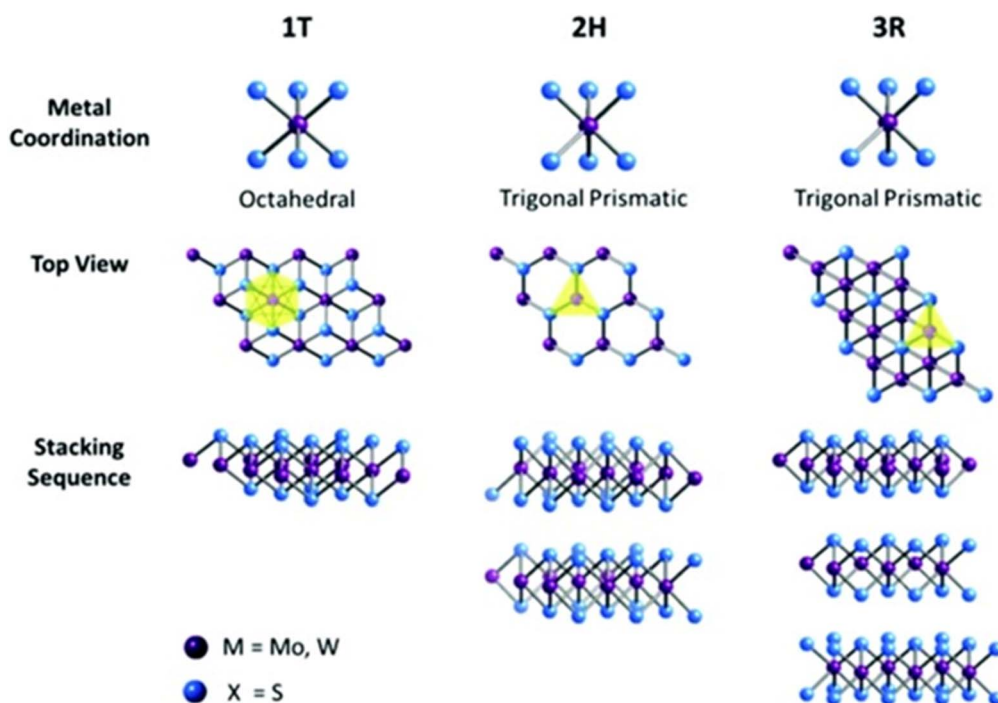 1T 2H 3R
Metal
Coordination
Octahedral Trigonal Prismatic Trigonal Prismatic
Top View
Stacking
Sequence
M = Mo, W
X = S